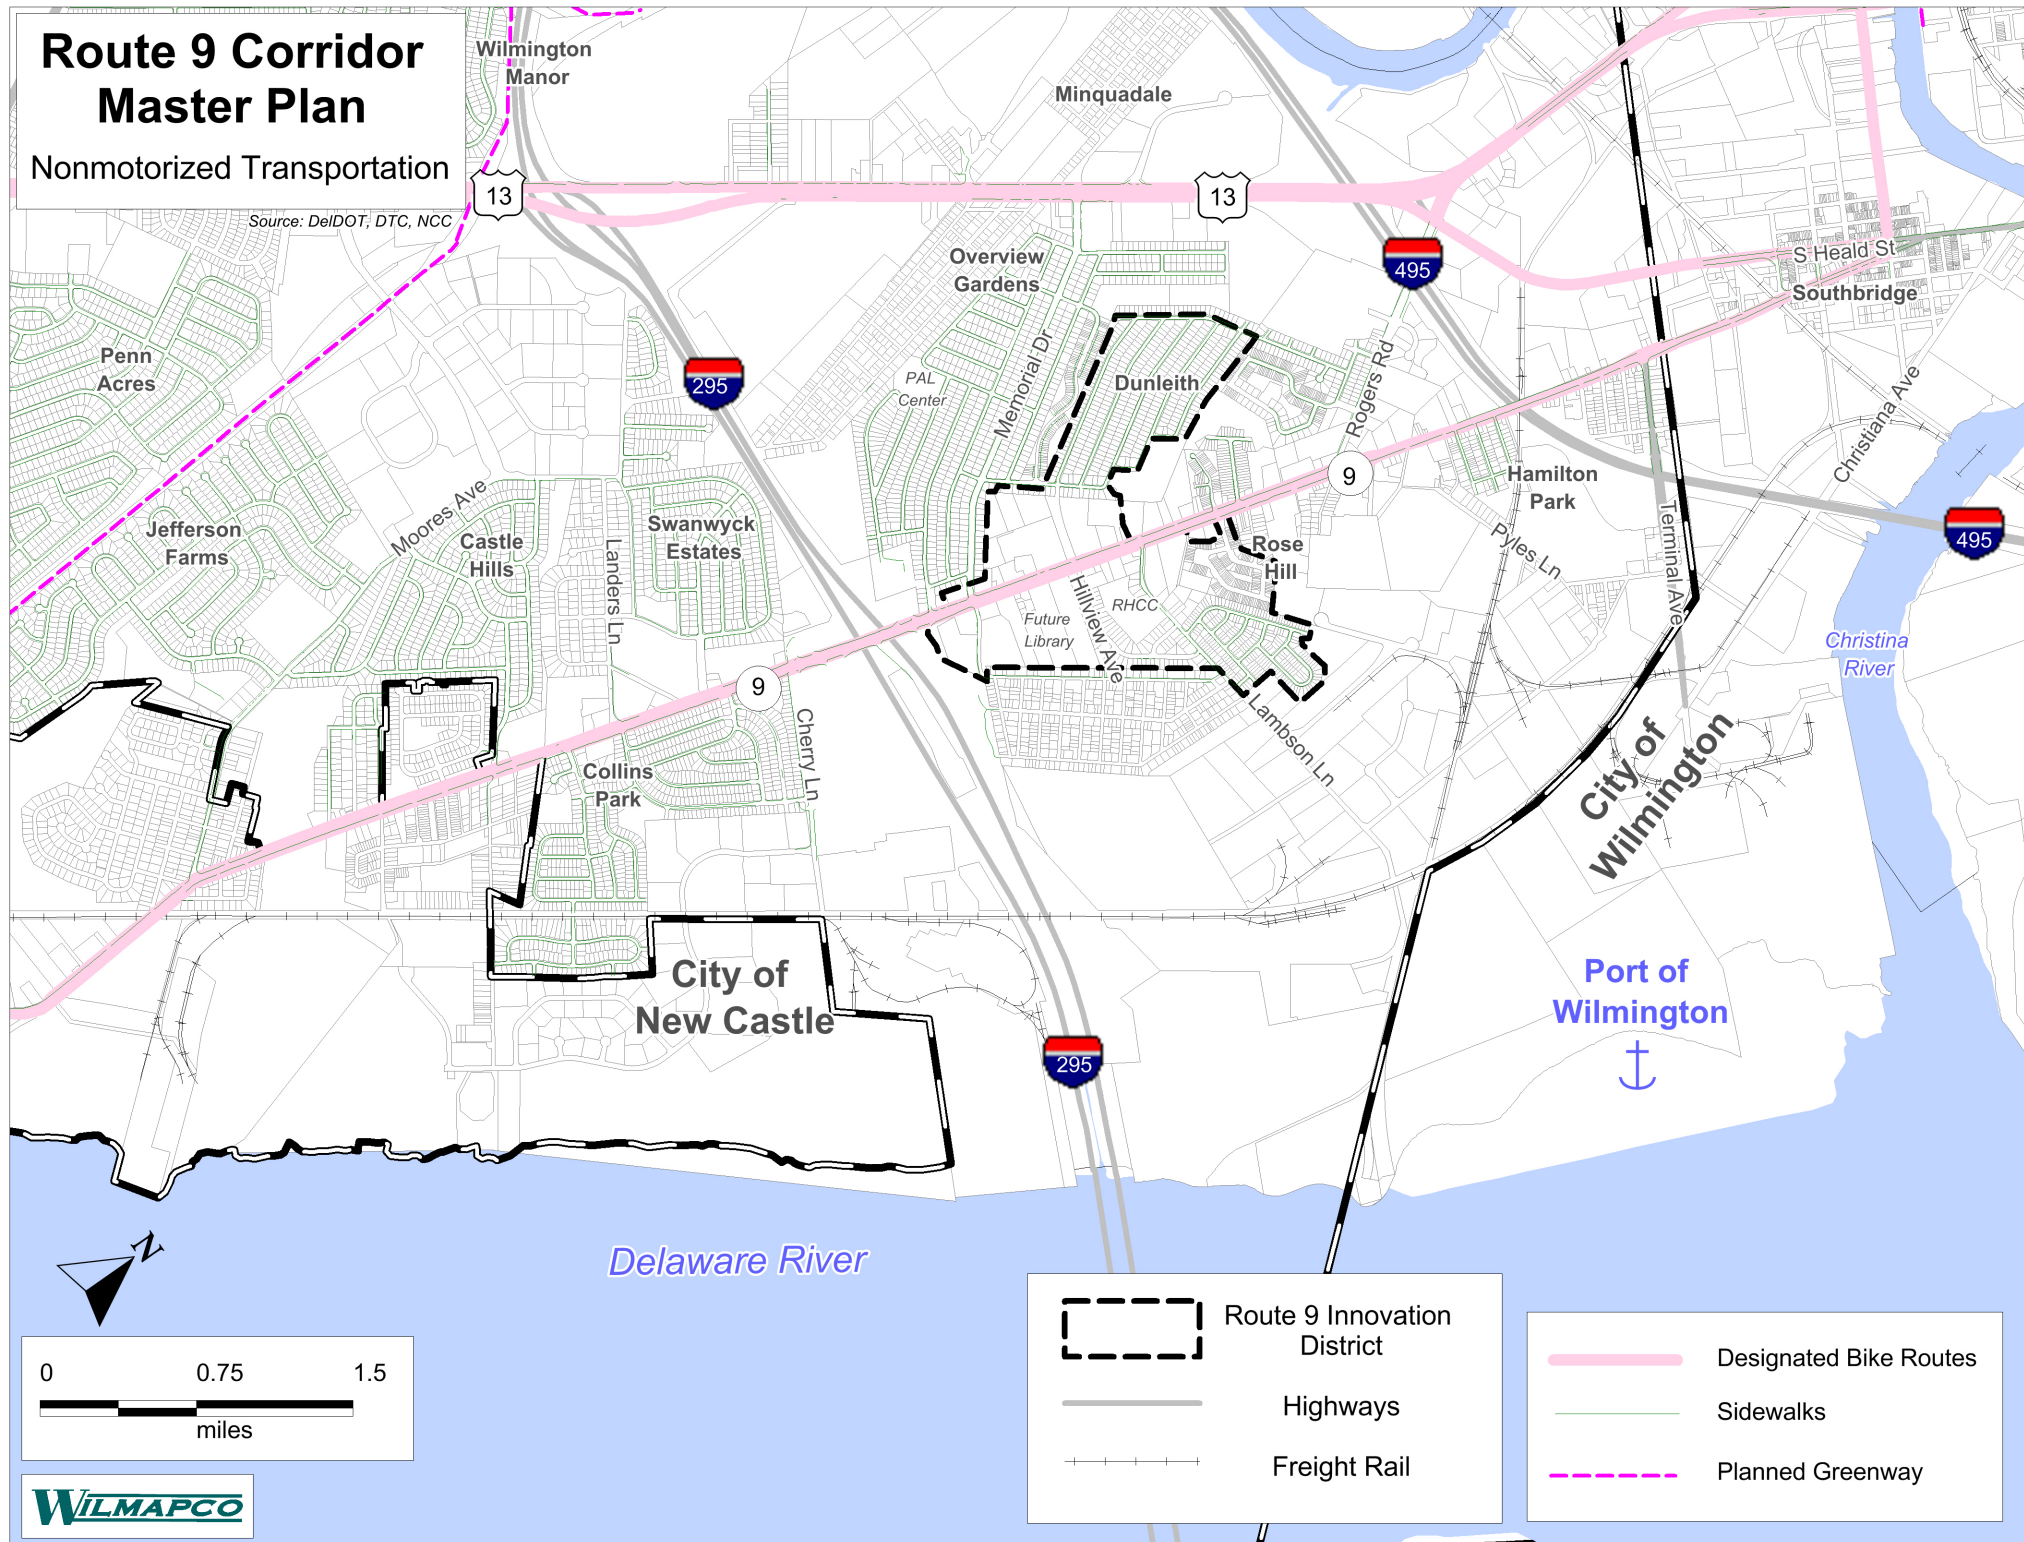 Route 9 Corridor
Master Plan
Nonmotorized Transportation
Source: DelDOT, DTC, NCC
Wilmington
Manor
Minquadale
13
13
Overview
Gardens
495
S Heald St
Southbridge
Penn
Acres
295
PAL
Center
Memorial Dr
Dunleith
Rogers Rd
Christiana Ave
9
Hamilton
Park
Jefferson
Farms
Moores Ave
Castle
Hills
Landers Ln
Swanwyck
Estates
Rose
Hill
Pyles Ln
Terminal Ave
495
Future
Library
Hillview Ave
RHCC
Christina
River
9
Cherry Ln
Lambson Ln
Collins
Park
City of
Wilmington
City of
New Castle
Port of
Wilmington
295
Delaware River
N
0 0.75 1.5
miles
WILMAPCO
Route 9 Innovation
District
Highways
Freight Rail
Designated Bike Routes
Sidewalks
Planned Greenway